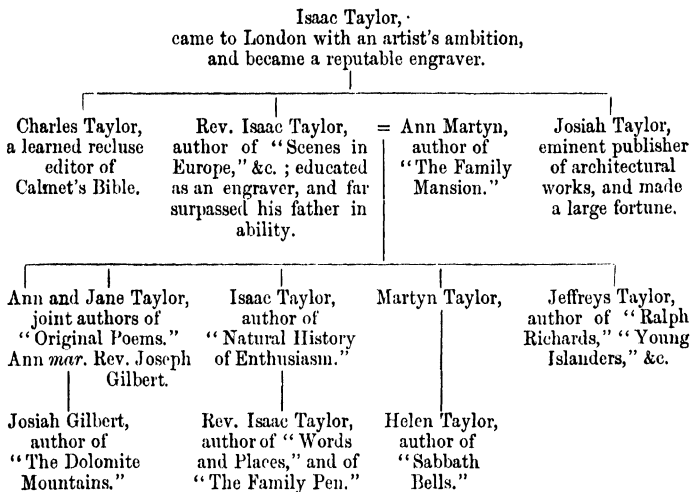 Isaac Taylor,
came to London with an artist's ambition,
and became a reputable engraver.
Charles Taylor,
a learned recluse
editor of
Calmet's Bible.
Rev. Isaac Taylor,
author of "Scenes in
Europe," &c. ; educated
as an engraver, and far
surpassed his father in
ability.
= Ann Martyn,
author of
"The Family
Mansion."
Josiah Taylor,
eminent publisher
of architectural
works, and made
a large fortune.
Ann and Jane Taylor,
joint authors of
"Original Poems."
Ann mar. Rev. Joseph
Gilbert.
Isaac Taylor,
author of
"Natural History
of Enthusiasm."
Martyn Taylor,
Jeffreys Taylor,
author of "Ralph
Richards," "Young
Islanders," &c.
Josiah Gilbert,
author of
"The Dolomite
Mountains."
Rev. Isaac Taylor,
author of "Words
and Places," and of
"The Family Pen."
Helen Taylor,
author of
"Sabbath
Bells."